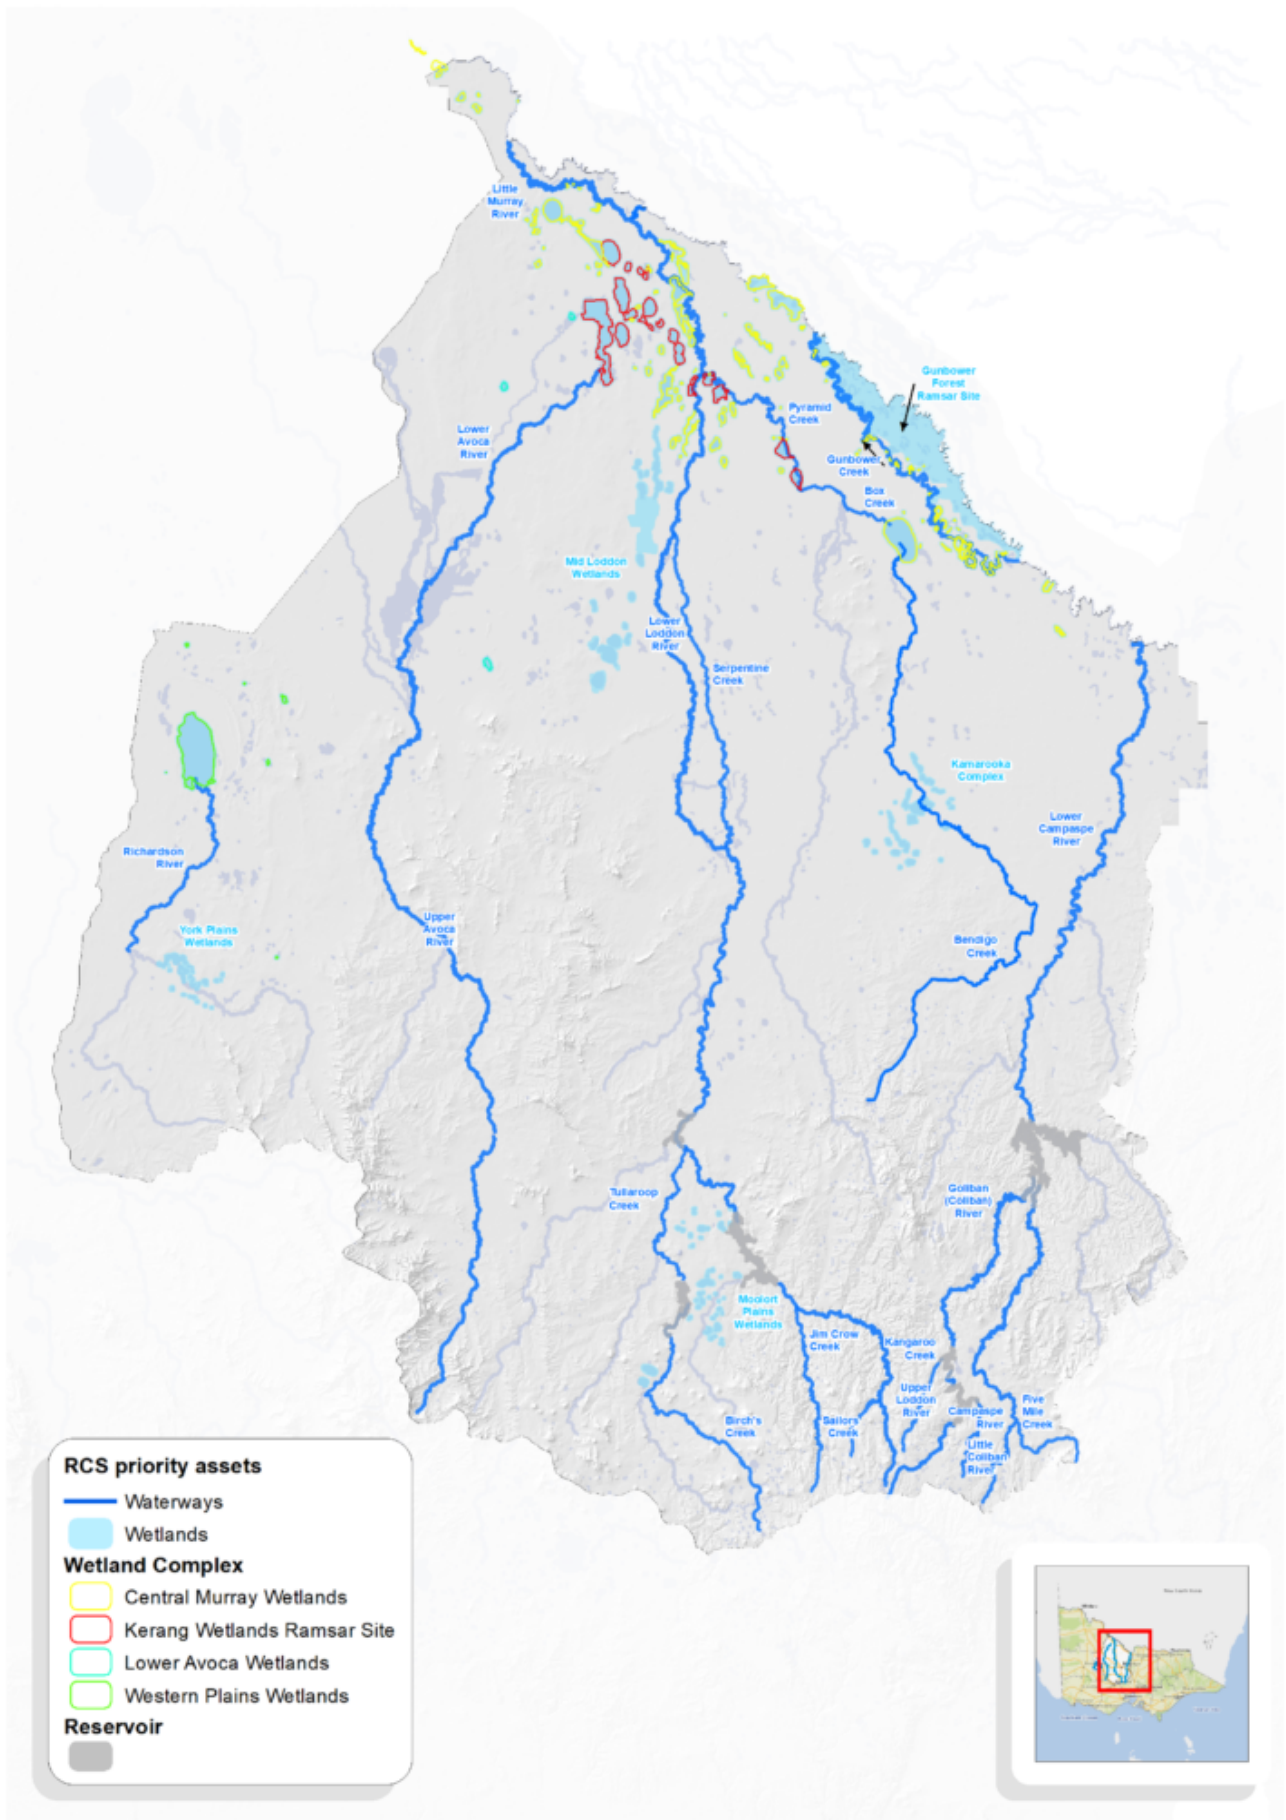 Little
Murray
River
Gunbower
Forest
Ramsar Site
Pyramid
Creek
Lower
Avoca
River
Gunbower
Creek
Box
Creek
Mid Loddon
Wetlands
Lower
Loddon
River
Serpentine
Creek
Kamarooka
Complex
Lower
Campaspe
River
Richardson
River
York Plains
Wetlands
Upper
Avoca
River
Bendigo
Creek
Tullaroop
Creek
Goliban
(Coliban)
River
Moolort
Plains
Wetlands
Jim Crow
Creek
Kangaroo
Creek
Upper
Loddon
River
Campaspe
River
Five
Mile
Creek
Birch's
Creek
Sailors
Creek
Little
Coliban
River
RCS priority assets
Waterways
Wetlands
Wetland Complex
Central Murray Wetlands
Kerang Wetlands Ramsar Site
Lower Avoca Wetlands
Western Plains Wetlands
Reservoir